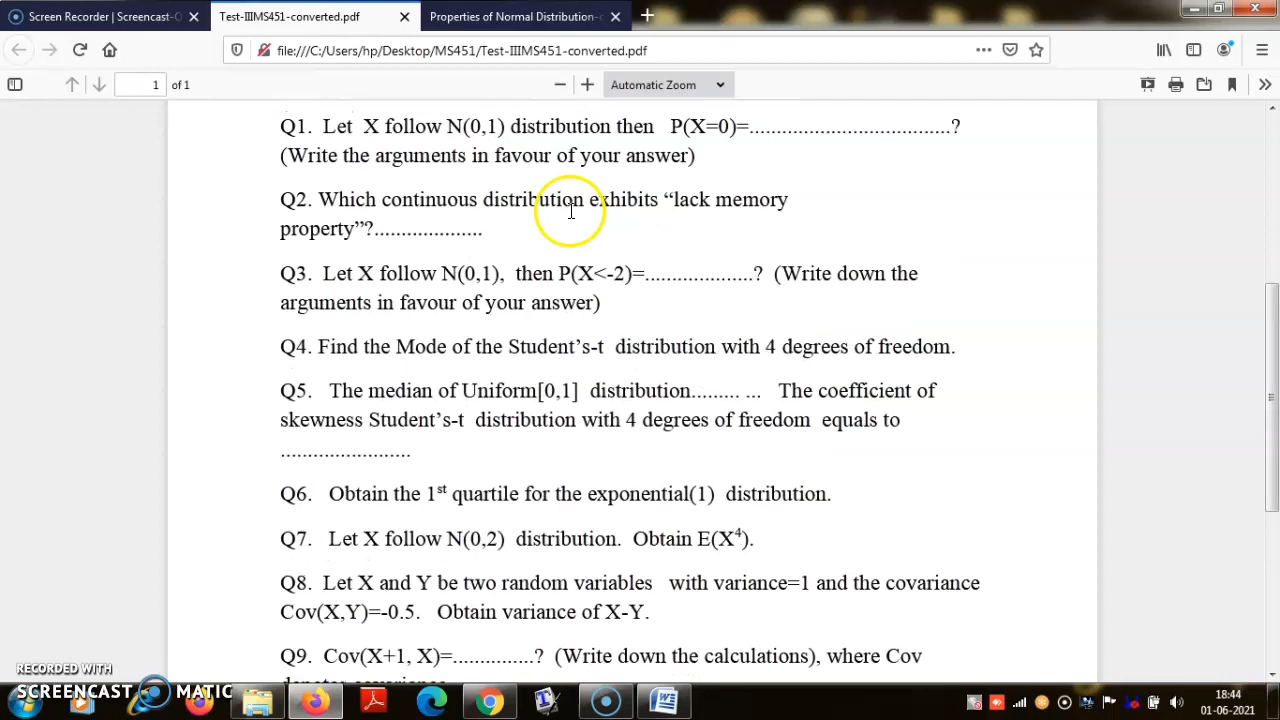 Screen Recorder | Screencast-O
Test-IIIMS451-converted.pdf
Properties of Normal Distribution-c
file:///C:/Users/hp/Desktop/MS451/Test-IIIMS451-converted.pdf
1 of 1
Automatic Zoom
Q1. Let X follow N(0,1) distribution then P(X=0)=.....................................?
(Write the arguments in favour of your answer)
Q2. Which continuous distribution exhibits “lack memory
property”?....................
Q3. Let X follow N(0,1), then P(X<-2)=....................? (Write down the
arguments in favour of your answer)
Q4. Find the Mode of the Student’s-t distribution with 4 degrees of freedom.
Q5. The median of Uniform[0,1] distribution......... ... The coefficient of
skewness Student’s-t distribution with 4 degrees of freedom equals to
........................
Q6. Obtain the 1st quartile for the exponential(1) distribution.
Q7. Let X follow N(0,2) distribution. Obtain E(X⁴).
Q8. Let X and Y be two random variables with variance=1 and the covariance
Cov(X,Y)=-0.5. Obtain variance of X-Y.
Q9. Cov(X+1, X)=...............? (Write down the calculations), where Cov
RECORDED WITH
SCREENCAST MATIC
18:44
01-06-2021